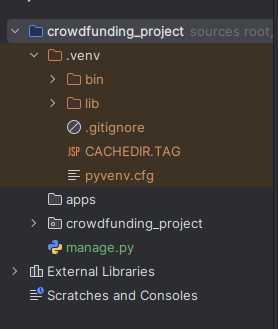 crowdfunding_project sources root,
.venv
bin
lib
.gitignore
JSP CACHEDIR.TAG
pyvenv.cfg
apps
crowdfunding_project
manage.py
External Libraries
Scratches and Consoles